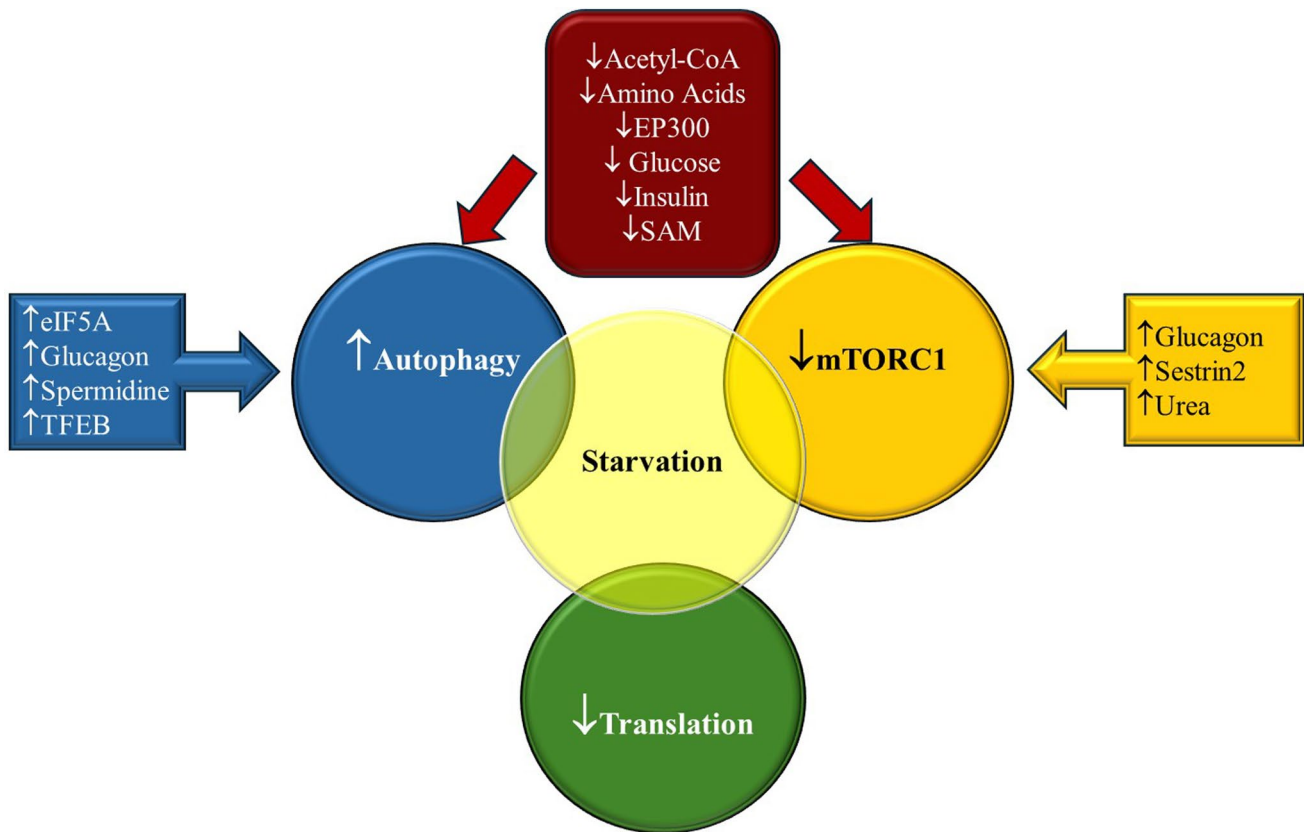 ↓Acetyl-CoA
↓Amino Acids
↓EP300
↓ Glucose
↓Insulin
↓SAM
↑eIF5A
↑Glucagon
↑Spermidine
↑TFEB
↑Autophagy
↓mTORC1
↑Glucagon
↑Sestrin2
↑Urea
Starvation
↓Translation